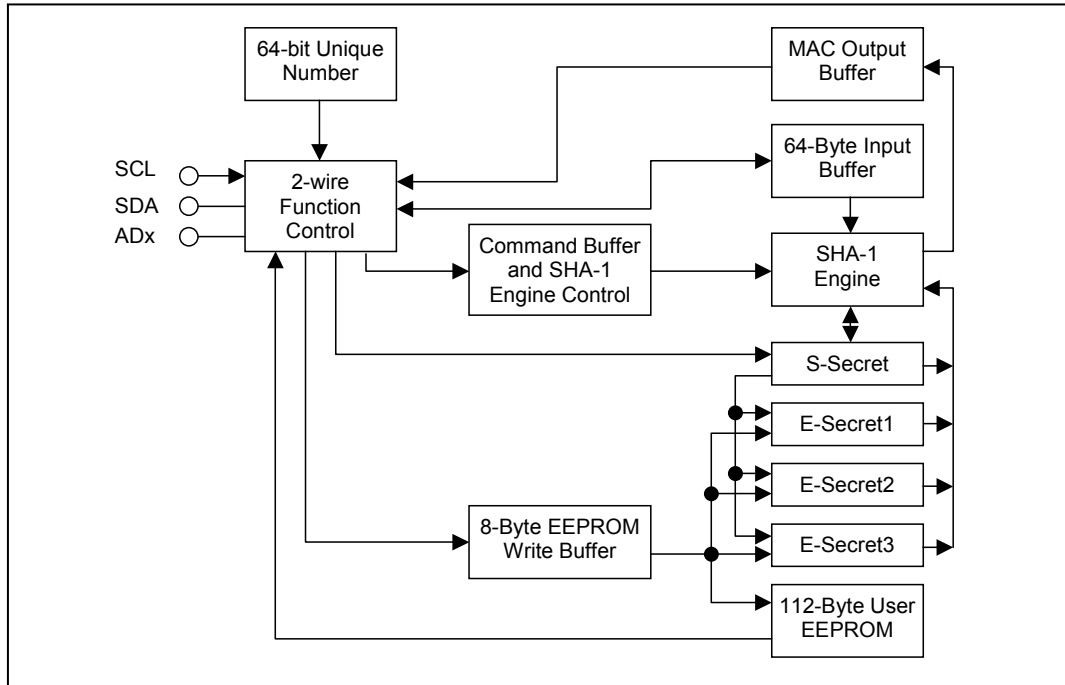 64-bit Unique
Number
MAC Output
Buffer
64-Byte Input
Buffer
SCL
SDA
ADx
2-wire
Function
Control
Command Buffer
and SHA-1
Engine Control
SHA-1
Engine
S-Secret
E-Secret1
E-Secret2
8-Byte EEPROM
Write Buffer
E-Secret3
112-Byte User
EEPROM